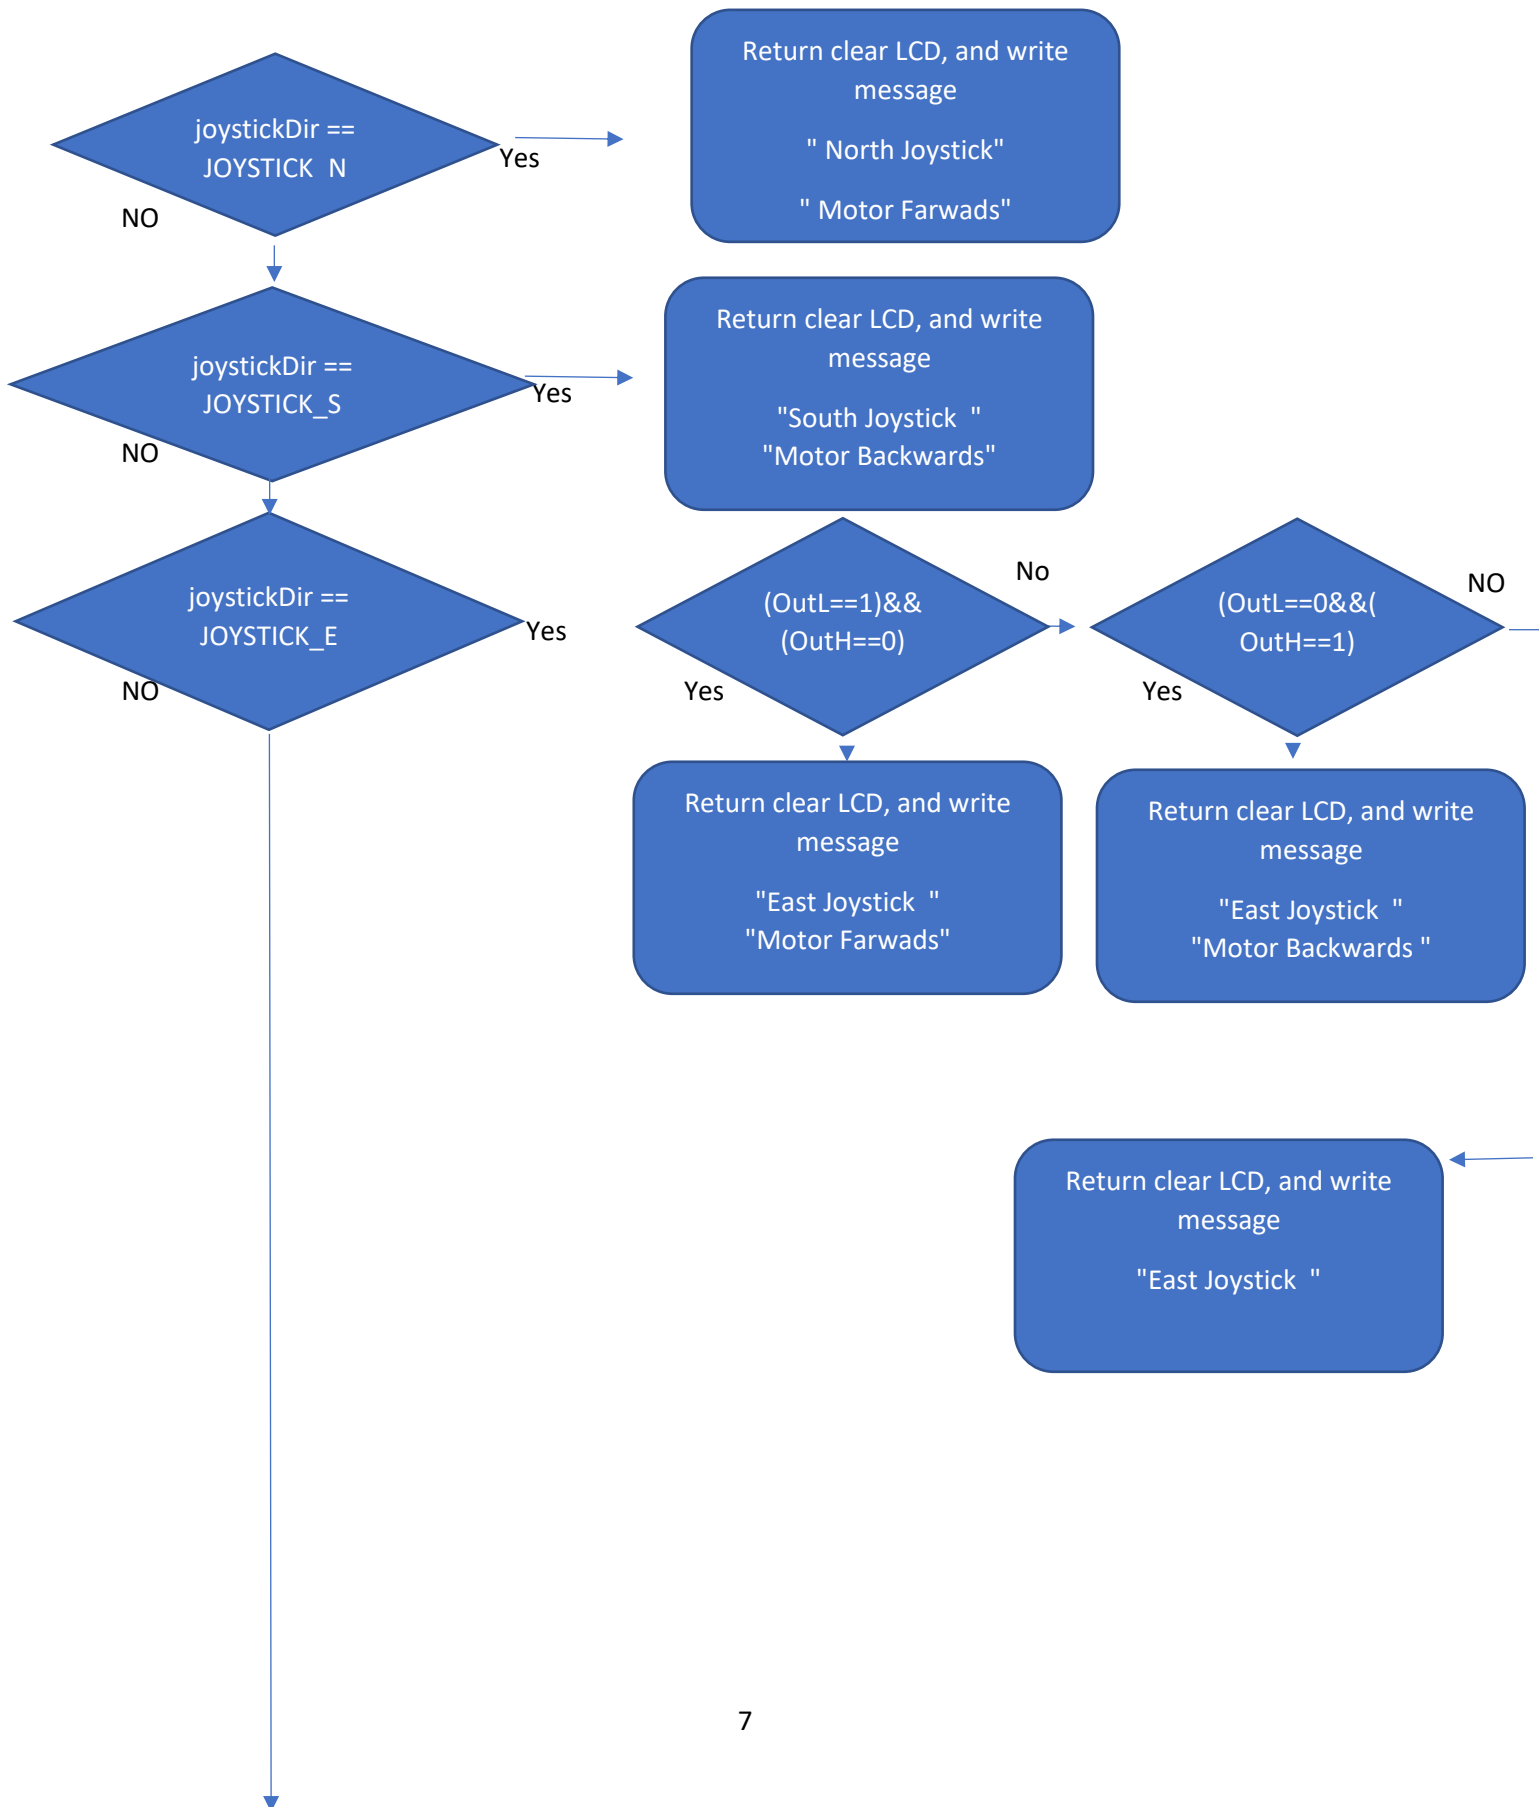 joystickDir ==
JOYSTICK N
Yes
NO
Return clear LCD, and write
message
" North Joystick"
" Motor Farwads"
joystickDir ==
JOYSTICK_S
Yes
NO
Return clear LCD, and write
message
"South Joystick  "
"Motor Backwards"
joystickDir ==
JOYSTICK_E
Yes
NO
(OutL==1)&&
(OutH==0)
No
Yes
(OutL==0&&(
OutH==1)
NO
Yes
Return clear LCD, and write
message
"East Joystick  "
"Motor Farwads"
Return clear LCD, and write
message
"East Joystick  "
"Motor Backwards "
Return clear LCD, and write
message
"East Joystick  "
7